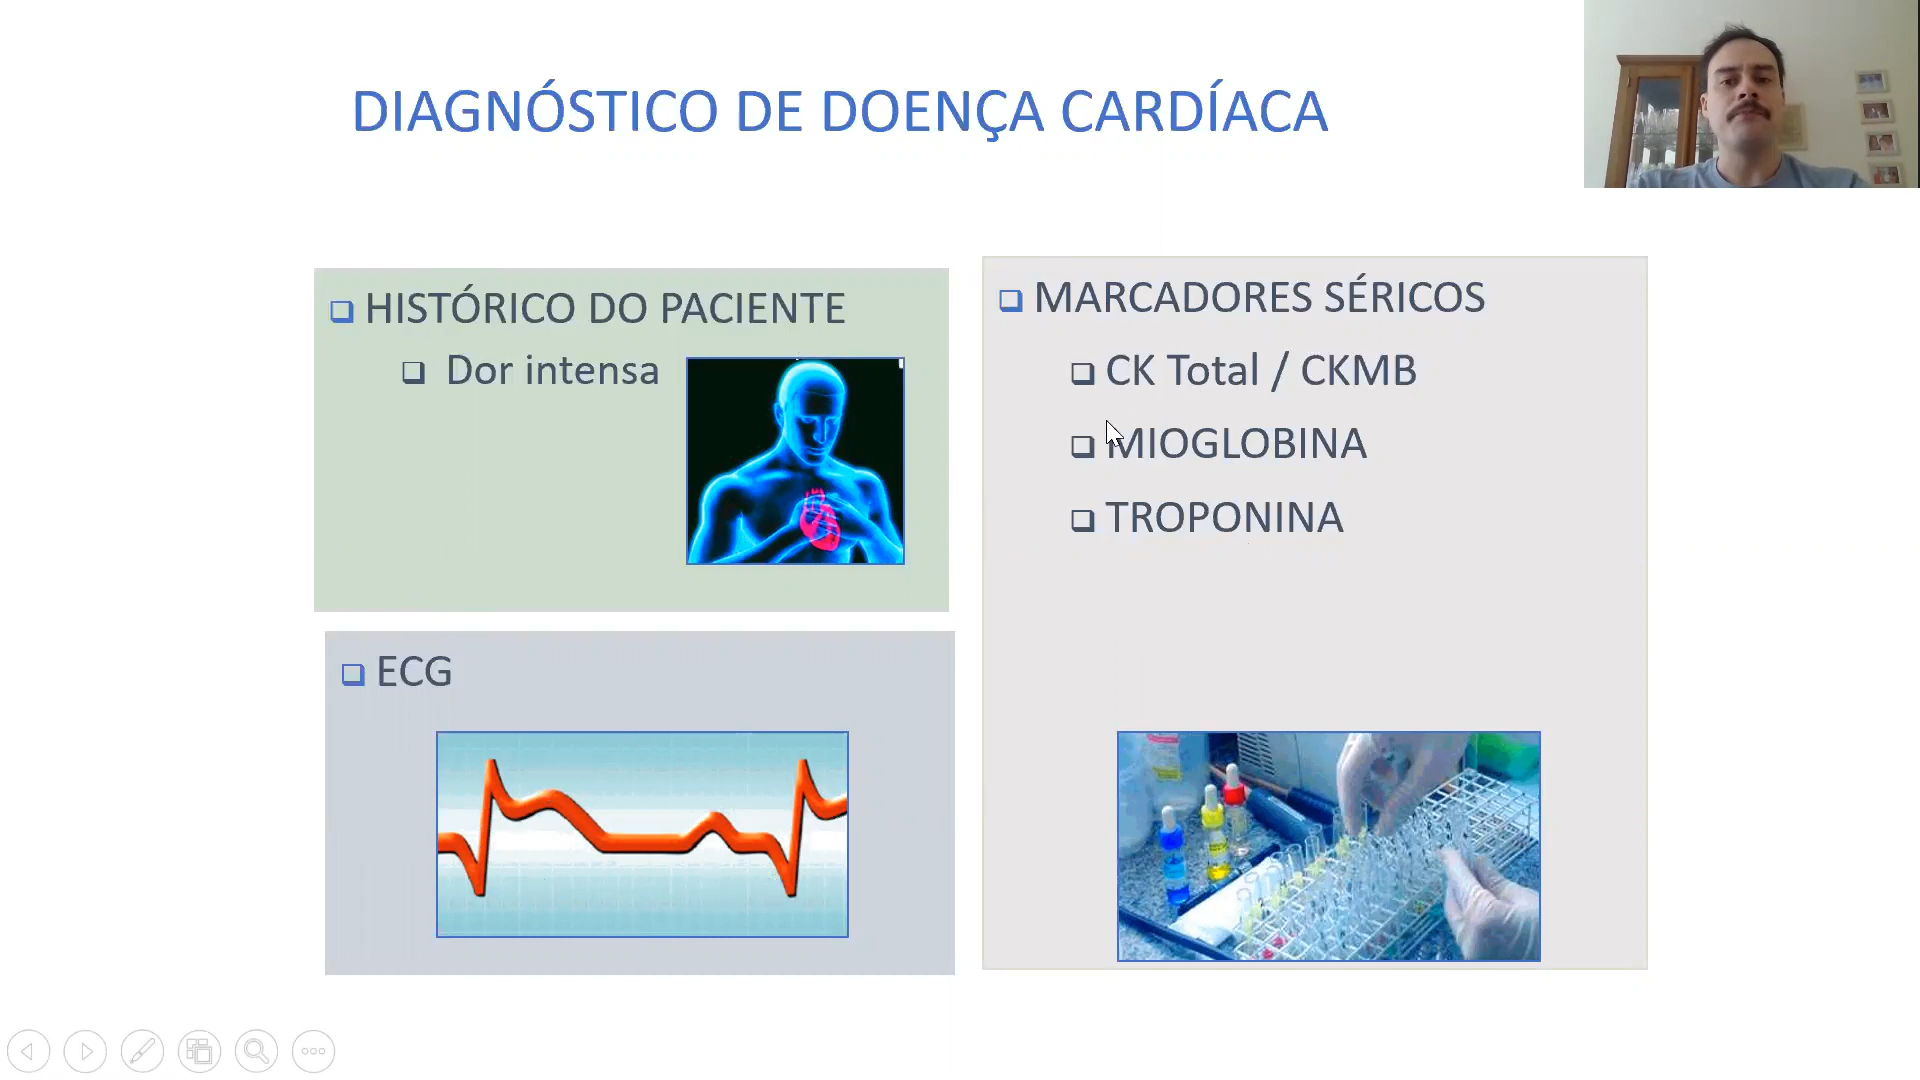 DIAGNÓSTICO DE DOENÇA CARDÍACA
HISTÓRICO DO PACIENTE
Dor intensa
ECG
MARCADORES SÉRICOS
CK Total / CKMB
MIOGLOBINA
TROPONINA